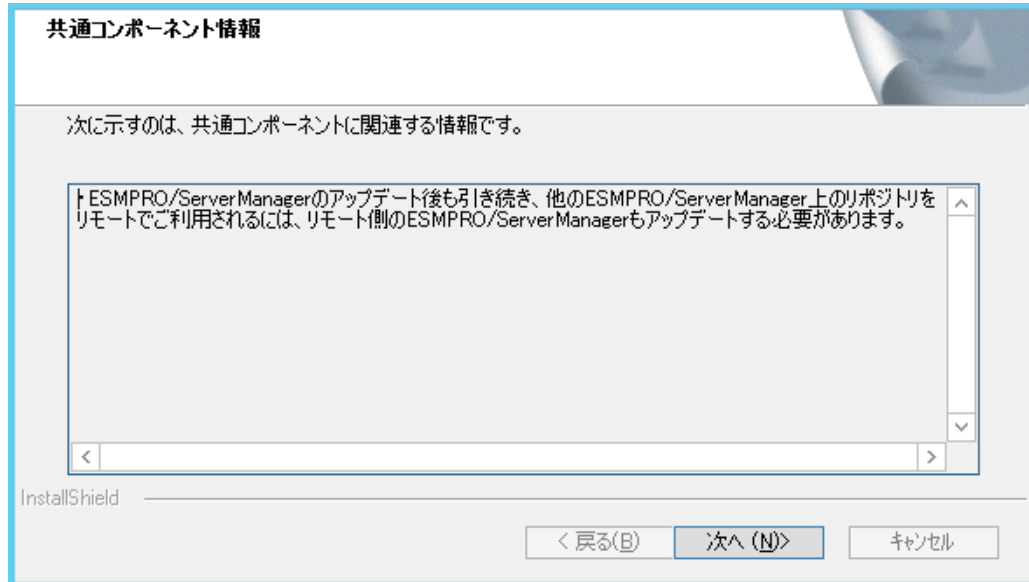 共通コンポーネント情報
次に示すのは、共通コンポーネントに関連する情報です。
ESMPRO/ServerManagerのアップデート後も引き続き、他のESMPRO/ServerManager上のリポジトリを
リモートでご利用されるには、リモート側のESMPRO/ServerManagerもアップデートする必要があります。
InstallShield
< 戻る(B)
次へ (N)>
キャンセル